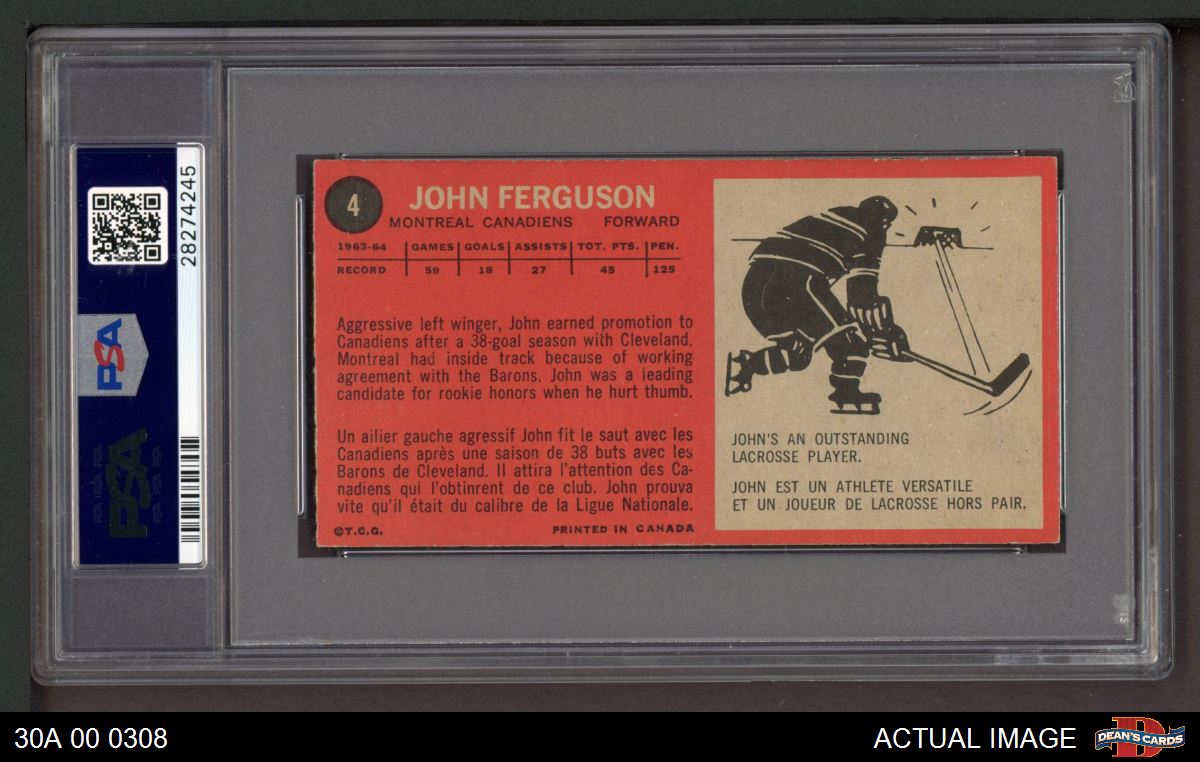 28274245
PSA
PSA
4
JOHN FERGUSON
MONTREAL CANADIENS FORWARD
1963-64 GAMES GOALS ASSISTS TOT. PTS. PEN.
RECORD 59 18 27 45 125
Aggressive left winger, John earned promotion to
Canadiens after a 38-goal season with Cleveland.
Montreal had inside track because of working
agreement with the Barons. John was a leading
candidate for rookie honors when he hurt thumb.
Un ailier gauche agressif John fit le saut avec les
Canadiens après une saison de 38 buts avec les
Barons de Cleveland. Il attira l'attention des Ca-
nadiens qui l'obtinrent de ce club. John prouva
vite qu'il était du calibre de la Ligue Nationale.
©T.C.G. PRINTED IN CANADA
JOHN'S AN OUTSTANDING
LACROSSE PLAYER.
JOHN EST UN ATHLETE VERSATILE
ET UN JOUEUR DE LACROSSE HORS PAIR.
30A 00 0308
ACTUAL IMAGE
DEAN'S CARDS